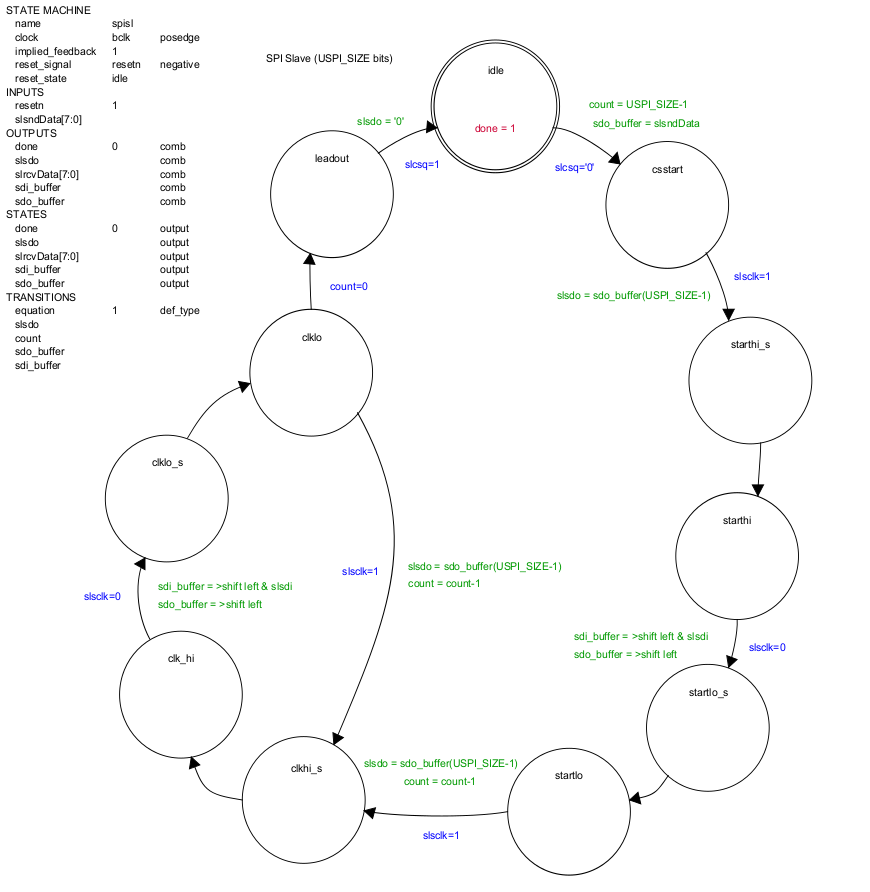 STATE MACHINE
name spisl
clock bclk posedge
implied_feedback 1
reset_signal resetn negative
reset_state idle
INPUTS
resetn 1
slsndData[7:0]
OUTPUTS
done 0 comb
slsdo comb
slrcvData[7:0] comb
sdi_buffer comb
sdo_buffer comb
STATES
done 0 output
slsdo output
slrcvData[7:0] output
sdi_buffer output
sdo_buffer output
TRANSITIONS
equation 1 def_type
slsdo
count
sdo_buffer
sdi_buffer
SPI Slave (USPI_SIZE bits)
idle
done = 1
count = USPI_SIZE-1
sdo_buffer = slsndData
slcsq='0'
csstart
slsclk=1
slsdo = sdo_buffer(USPI_SIZE-1)
starthi_s
starthi
sdi_buffer = >shift left & slsdi
sdo_buffer = >shift left
slsclk=0
startlo_s
startlo
slsdo = sdo_buffer(USPI_SIZE-1)
count = count-1
slsclk=1
clkhi_s
clk_hi
sdi_buffer = >shift left & slsdi
sdo_buffer = >shift left
slsclk=0
clklo_s
clklo
slsclk=1
slsdo = sdo_buffer(USPI_SIZE-1)
count = count-1
count=0
leadout
slsdo = '0'
slcsq=1